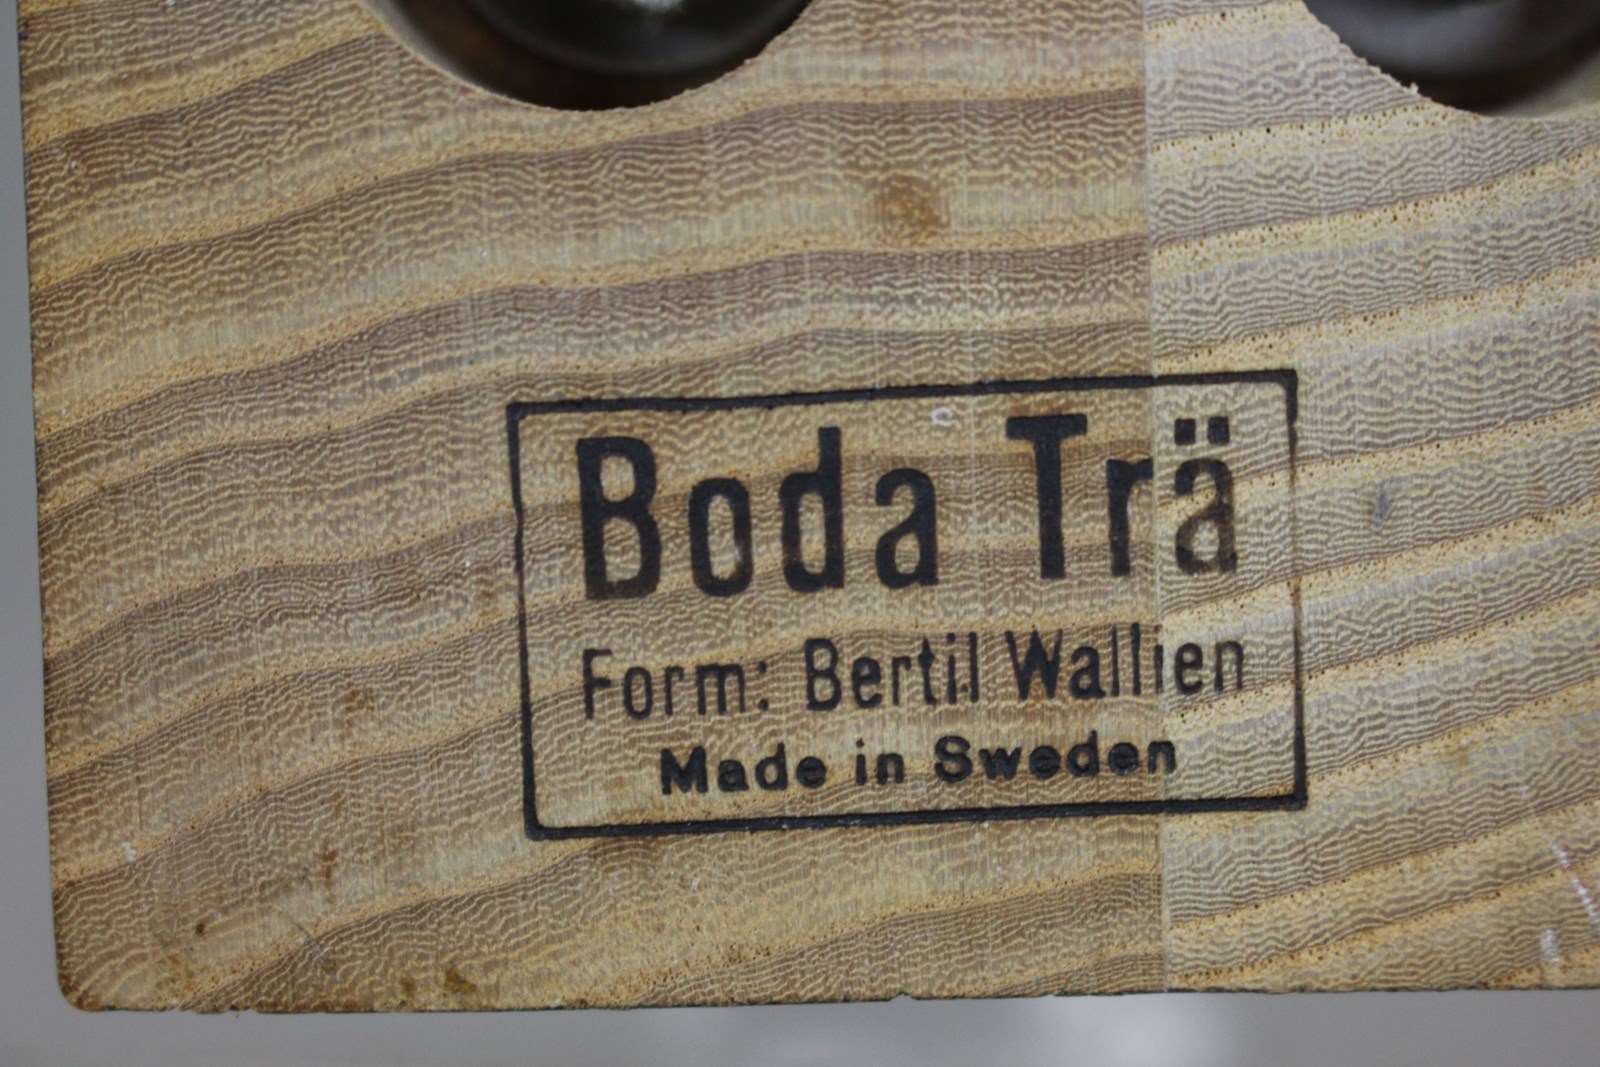 Boda Trä
Form: Bertil Wallien
Made in Sweden